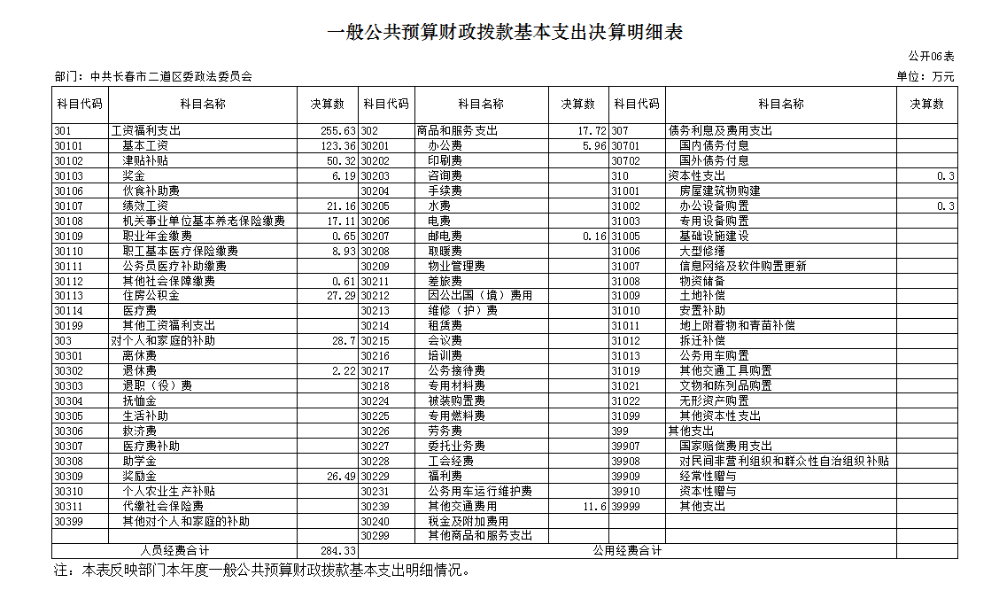 一般公共预算财政拨款基本支出决算明细表
公开06表
部门：中共长春市二道区委政法委员会 单位：万元
科目代码 科目名称 决算数 科目代码 科目名称 决算数 科目代码 科目名称 决算数
301 工资福利支出 255.63 302 商品和服务支出 17.72 307 债务利息及费用支出
30101 基本工资 123.36 30201 办公费 5.96 30701 国内债务付息
30102 津贴补贴 50.32 30202 印刷费 30702 国外债务付息
30103 奖金 6.19 30203 咨询费 310 资本性支出 0.3
30106 伙食补助费 30204 手续费 31001 房屋建筑物购建
30107 绩效工资 21.16 30205 水费 31002 办公设备购置 0.3
30108 机关事业单位基本养老保险缴费 17.11 30206 电费 31003 专用设备购置
30109 职业年金缴费 0.65 30207 邮电费 0.16 31005 基础设施建设
30110 职工基本医疗保险缴费 8.93 30208 取暖费 31006 大型修缮
30111 公务员医疗补助缴费 30209 物业管理费 31007 信息网络及软件购置更新
30112 其他社会保障缴费 0.61 30211 差旅费 31008 物资储备
30113 住房公积金 27.29 30212 因公出国（境）费用 31009 土地补偿
30114 医疗费 30213 维修（护）费 31010 安置补助
30199 其他工资福利支出 30214 租赁费 31011 地上附着物和青苗补偿
303 对个人和家庭的补助 28.7 30215 会议费 31012 拆迁补偿
30301 离休费 30216 培训费 31013 公务用车购置
30302 退休费 2.22 30217 公务接待费 31019 其他交通工具购置
30303 退职（役）费 30218 专用材料费 31021 文物和陈列品购置
30304 抚恤金 30224 被装购置费 31022 无形资产购置
30305 生活补助 30225 专用燃料费 31099 其他资本性支出
30306 救济费 30226 劳务费 399 其他支出
30307 医疗费补助 30227 委托业务费 39907 国家赔偿费用支出
30308 助学金 30228 工会经费 39908 对民间非营利组织和群众性自治组织补贴
30309 奖励金 26.49 30229 福利费 39909 经常性赠与
30310 个人农业生产补贴 30231 公务用车运行维护费 39910 资本性赠与
30311 代缴社会保险费 30239 其他交通费用 11.6 39999 其他支出
30399 其他对个人和家庭的补助 30240 税金及附加费用
30299 其他商品和服务支出
人员经费合计 284.33 公用经费合计
注：本表反映部门本年度一般公共预算财政拨款基本支出明细情况。